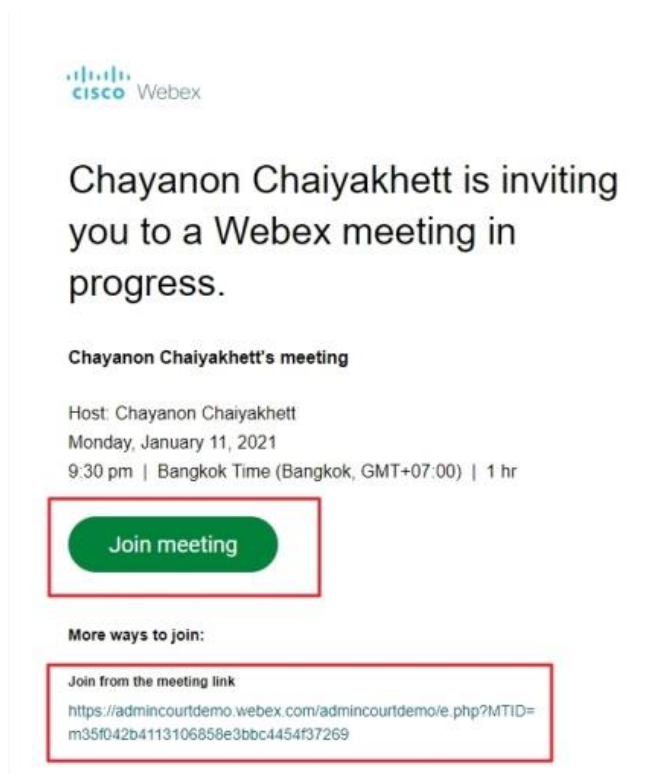 CISCO Webex
Chayanon Chaiyakhett is inviting
you to a Webex meeting in
progress.
Chayanon Chaiyakhett's meeting
Host: Chayanon Chaiyakhett
Monday, January 11, 2021
9:30 pm | Bangkok Time (Bangkok, GMT+07:00) | 1 hr
Join meeting
More ways to join:
Join from the meeting link
https://admincourtdemo.webex.com/admincourtdemo/e.php?MTID=
m35f042b4113106858e3bbc4454f37269